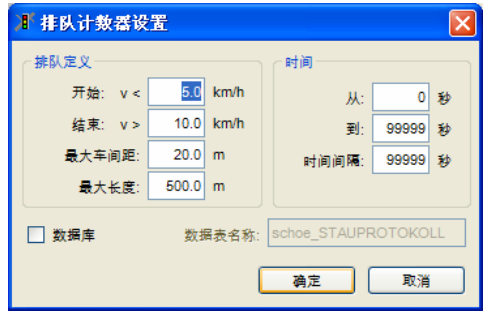 排队计数器设置
排队定义
开始: v < 5.0 km/h
结束: v > 10.0 km/h
最大车间距: 20.0 m
最大长度: 500.0 m
时间
从: 0 秒
到: 99999 秒
时间间隔: 99999 秒
数据库
数据表名称: schoe_STAUPROTOKOLL
确定 取消